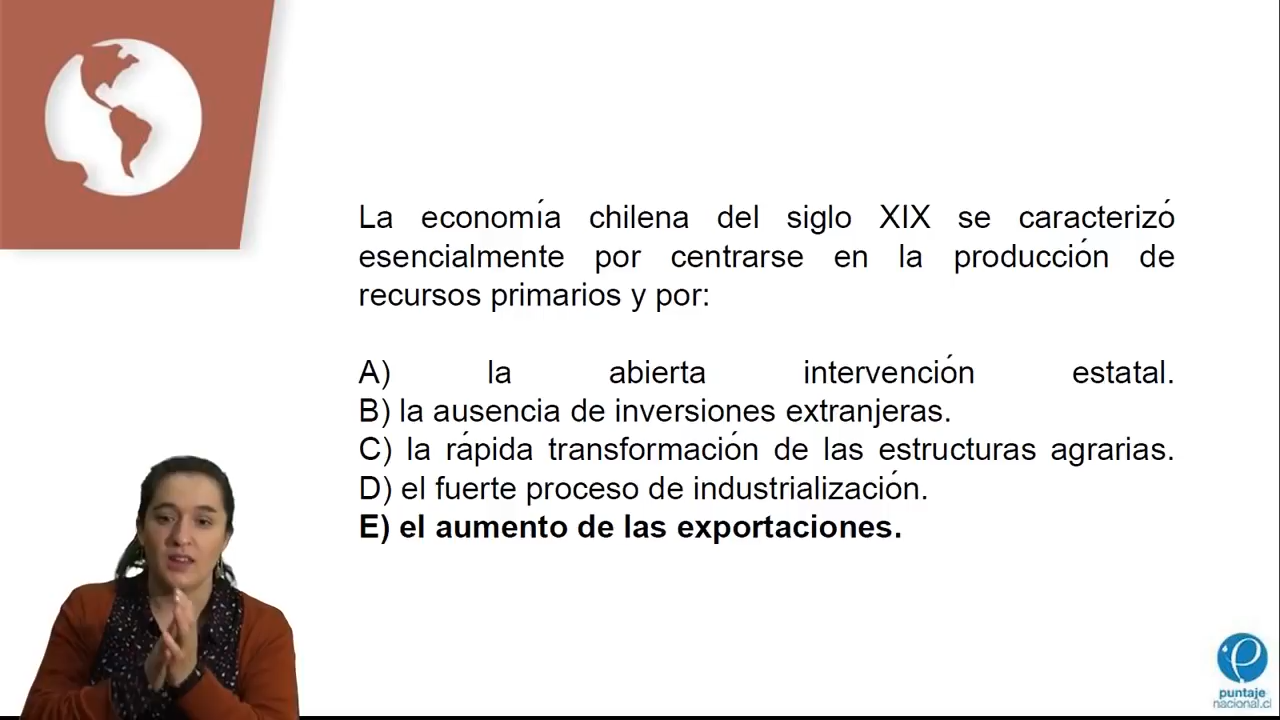 La economía chilena del siglo XIX se caracterizó
esencialmente por centrarse en la producción de
recursos primarios y por:
A) la abierta intervención estatal.
B) la ausencia de inversiones extranjeras.
C) la rápida transformación de las estructuras agrarias.
D) el fuerte proceso de industrialización.
E) el aumento de las exportaciones.
puntaje
nacional.cl